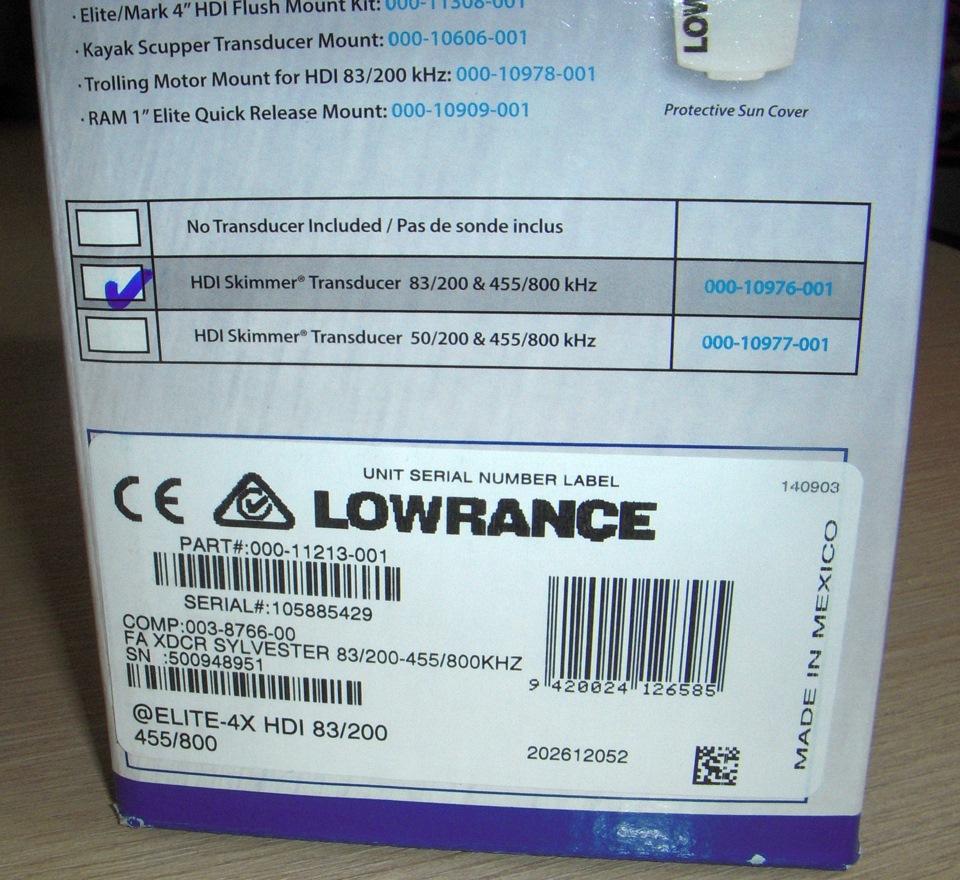 · Elite/Mark 4” HDI Flush Mount Kit: 000-11308-001
· Kayak Scupper Transducer Mount: 000-10606-001
· Trolling Motor Mount for HDI 83/200 kHz: 000-10978-001
· RAM 1” Elite Quick Release Mount: 000-10909-001
Protective Sun Cover
No Transducer Included / Pas de sonde inclus
HDI Skimmer® Transducer 83/200 & 455/800 kHz 000-10976-001
HDI Skimmer® Transducer 50/200 & 455/800 kHz 000-10977-001
UNIT SERIAL NUMBER LABEL
140903
CE
LOWRANCE
PART#:000-11213-001
SERIAL#:105885429
COMP:003-8766-00
FA XDCR SYLVESTER 83/200-455/800KHZ
SN :500948951
9 420024 126585
@ELITE-4X HDI 83/200
455/800
202612052
MADE IN MEXICO